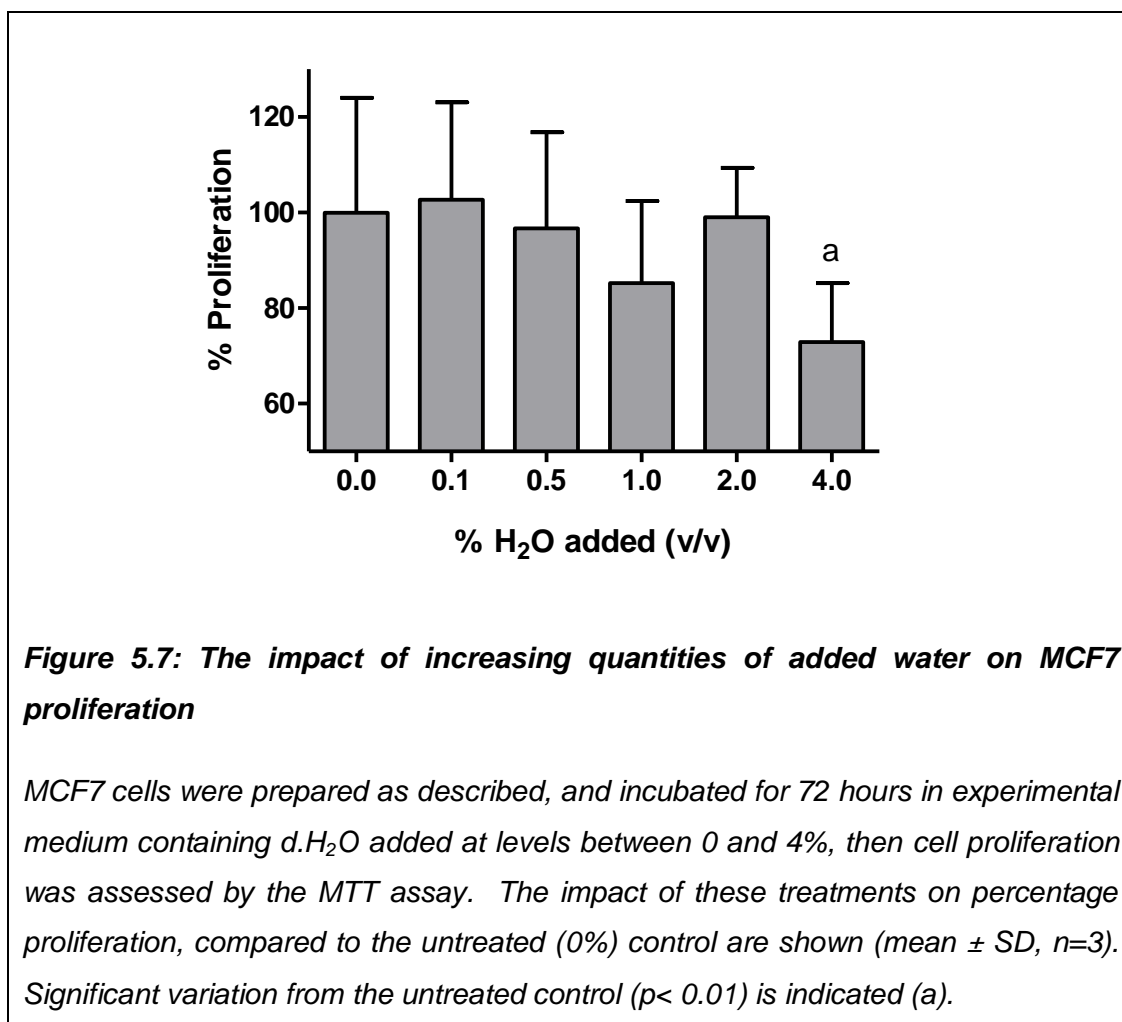 120
100
80
60
% Proliferation
a
0.0 0.1 0.5 1.0 2.0 4.0
% H₂O added (v/v)
Figure 5.7: The impact of increasing quantities of added water on MCF7
proliferation
MCF7 cells were prepared as described, and incubated for 72 hours in experimental
medium containing d.H₂O added at levels between 0 and 4%, then cell proliferation
was assessed by the MTT assay. The impact of these treatments on percentage
proliferation, compared to the untreated (0%) control are shown (mean ± SD, n=3).
Significant variation from the untreated control (p< 0.01) is indicated (a).